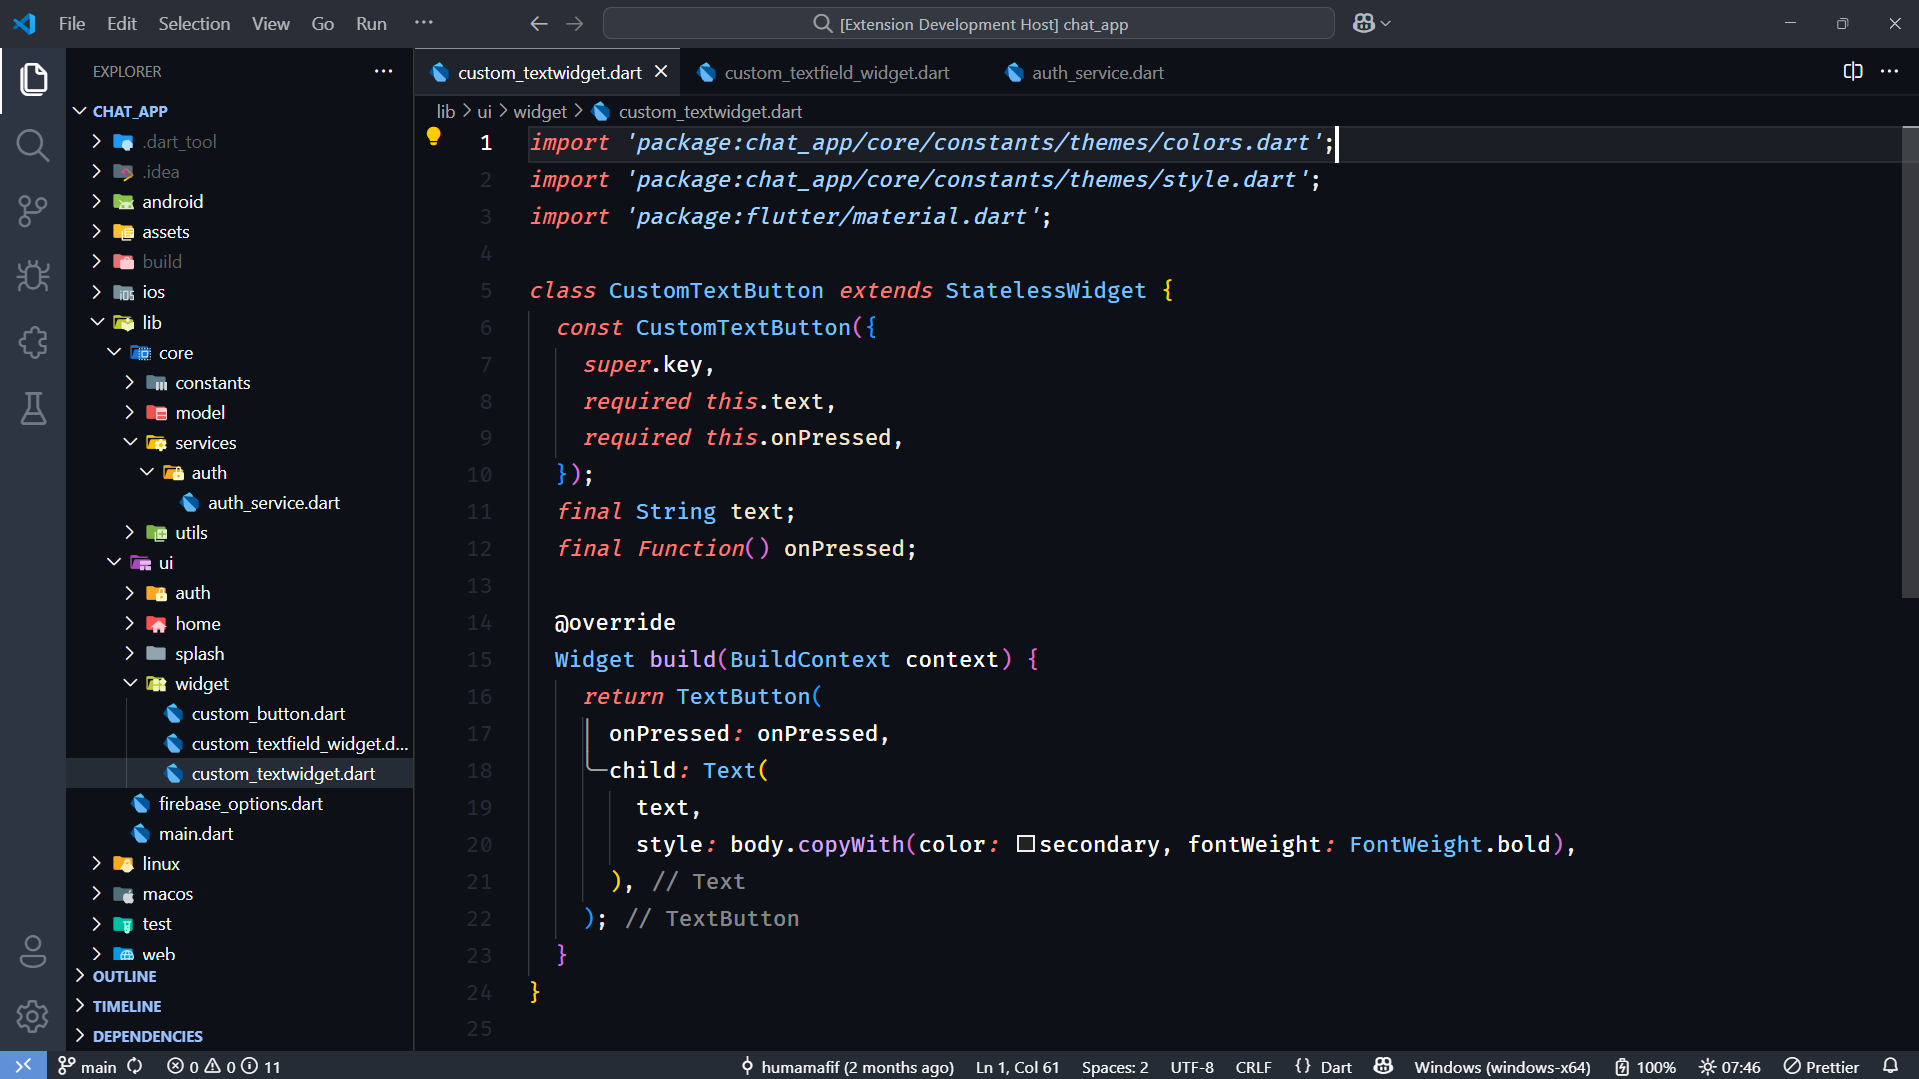 File Edit Selection View Go Run ···
[Extension Development Host] chat_app
EXPLORER
CHAT_APP
.dart_tool
.idea
android
assets
build
ios
lib
core
constants
model
services
auth
auth_service.dart
utils
ui
auth
home
splash
widget
custom_button.dart
custom_textfield_widget.d...
custom_textwidget.dart
firebase_options.dart
main.dart
linux
macos
test
web
OUTLINE
TIMELINE
DEPENDENCIES
custom_textwidget.dart custom_textfield_widget.dart auth_service.dart
lib > ui > widget > custom_textwidget.dart
1 import 'package:chat_app/core/constants/themes/colors.dart';
2 import 'package:chat_app/core/constants/themes/style.dart';
3 import 'package:flutter/material.dart';
4
5 class CustomTextButton extends StatelessWidget {
6 const CustomTextButton({
7 super.key,
8 required this.text,
9 required this.onPressed,
10 });
11 final String text;
12 final Function() onPressed;
13
14 @override
15 Widget build(BuildContext context) {
16 return TextButton(
17 onPressed: onPressed,
18 child: Text(
19 text,
20 style: body.copyWith(color: secondary, fontWeight: FontWeight.bold),
21 ), // Text
22 ); // TextButton
23 }
24 }
25
main 0 0 11 humamafif (2 months ago) Ln 1, Col 61 Spaces: 2 UTF-8 CRLF {} Dart Windows (windows-x64) 100% 07:46 Prettier